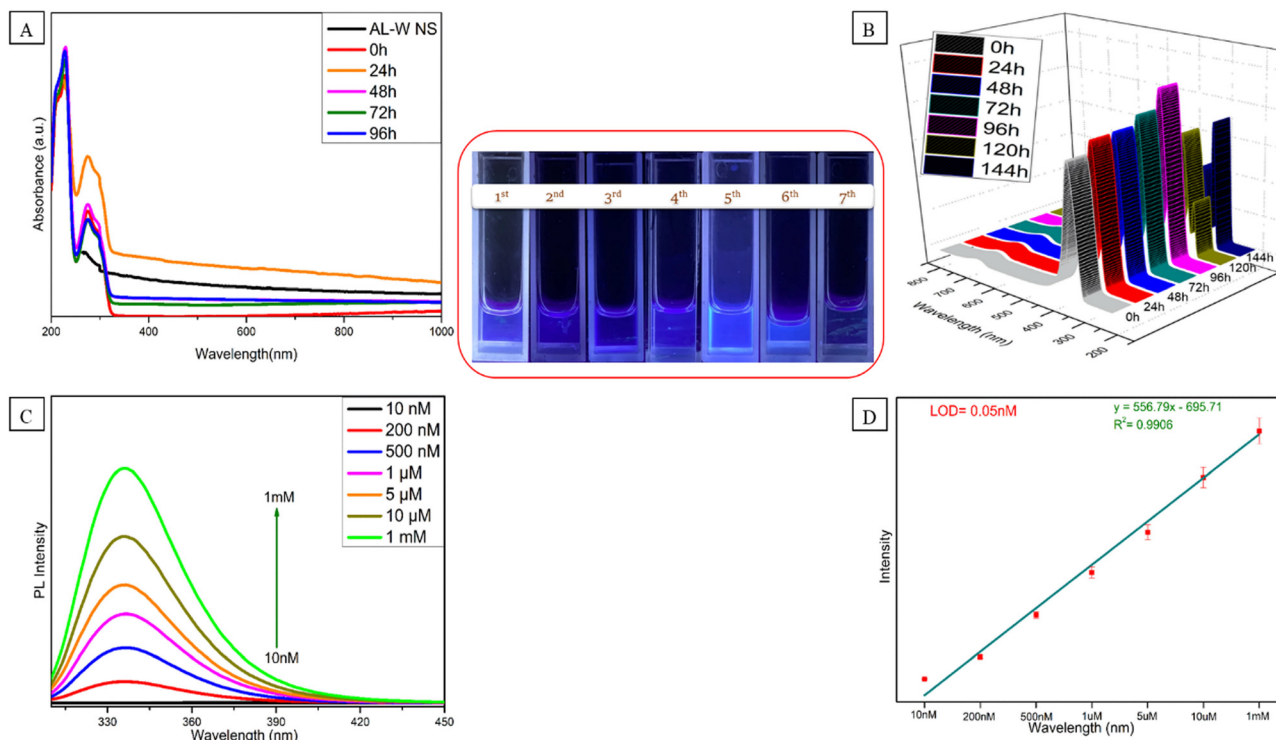 A
AL-W NS
0h
24h
48h
72h
96h
Absorbance (a.u.)
200
400
600
800
1000
Wavelength(nm)
1st
2nd
3rd
4th
5th
6th
7th
B
0h
24h
48h
72h
96h
120h
144h
800
700
600
500
400
300
200
Wavelength (nm)
0h
24h
48h
72h
96h
120h
144h
C
10 nM
200 nM
500 nM
1 µM
5 µM
10 µM
1 mM
1mM
10nM
PL Intensity
330
360
390
420
450
Wavelength (nm)
D
LOD= 0.05nM
y = 556.79x - 695.71
R²= 0.9906
Intensity
10nM
200nM
500nM
1uM
5uM
10uM
1mM
Wavelength (nm)